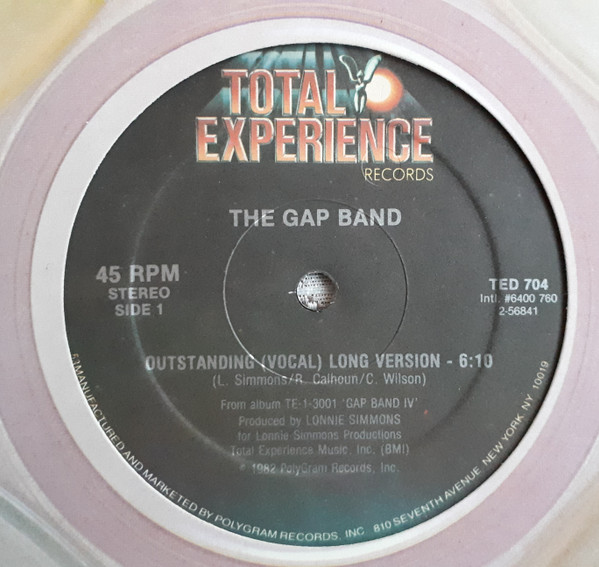 TOTAL
EXPERIENCE
RECORDS
THE GAP BAND
45 RPM
STEREO
SIDE 1
TED 704
Intl. #6400 760
2-56841
OUTSTANDING (VOCAL) LONG VERSION - 6:10
(L. Simmons/R. Calhoun/C. Wilson)
From album TE-1-3001 'GAP BAND IV'
Produced by LONNIE SIMMONS
for Lonnie Simmons Productions
Total Experience Music, Inc. (BMI)
© 1982 PolyGram Records, Inc.
53MANUFACTURED AND MARKETED BY POLYGRAM RECORDS, INC 810 SEVENTH AVENUE, NEW YORK, NY 10019